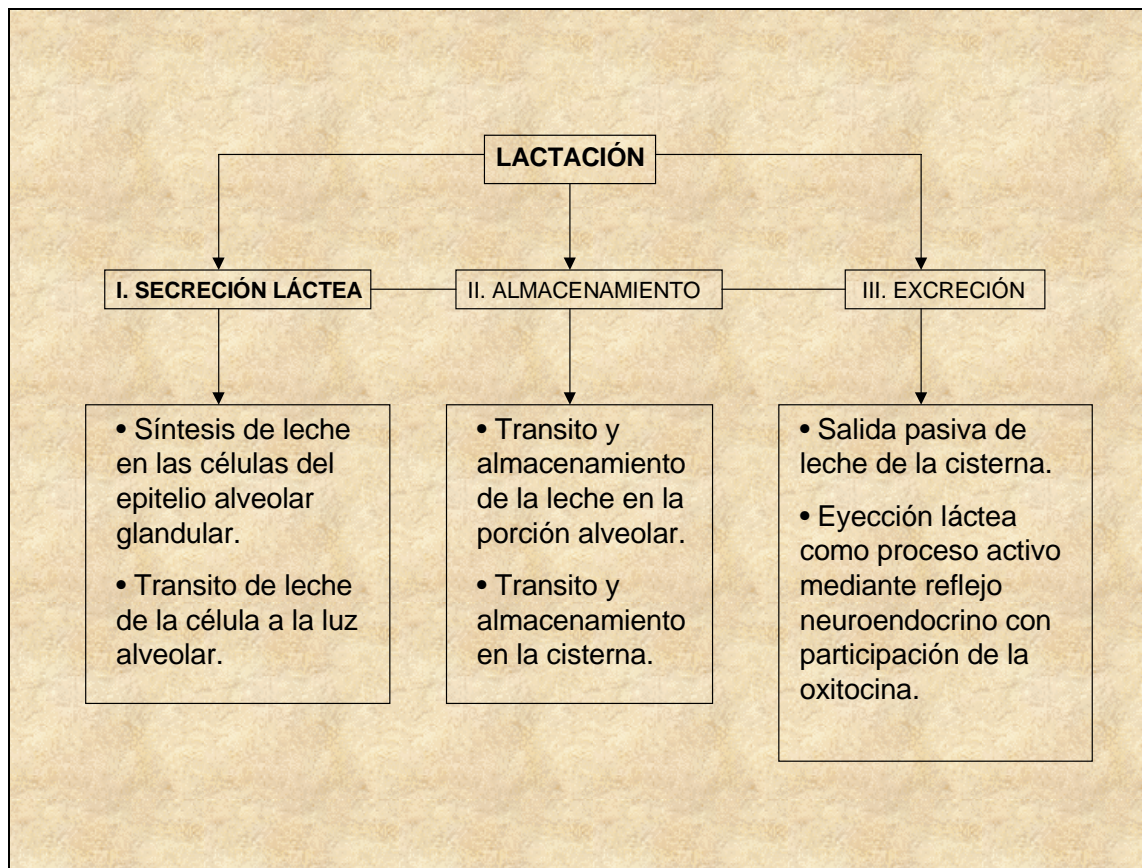 LACTACIÓN
I. SECRECIÓN LÁCTEA
II. ALMACENAMIENTO
III. EXCRECIÓN
• Síntesis de leche
en las células del
epitelio alveolar
glandular.
• Transito de leche
de la célula a la luz
alveolar.
• Transito y
almacenamiento
de la leche en la
porción alveolar.
• Transito y
almacenamiento
en la cisterna.
• Salida pasiva de
leche de la cisterna.
• Eyección láctea
como proceso activo
mediante reflejo
neuroendocrino con
participación de la
oxitocina.